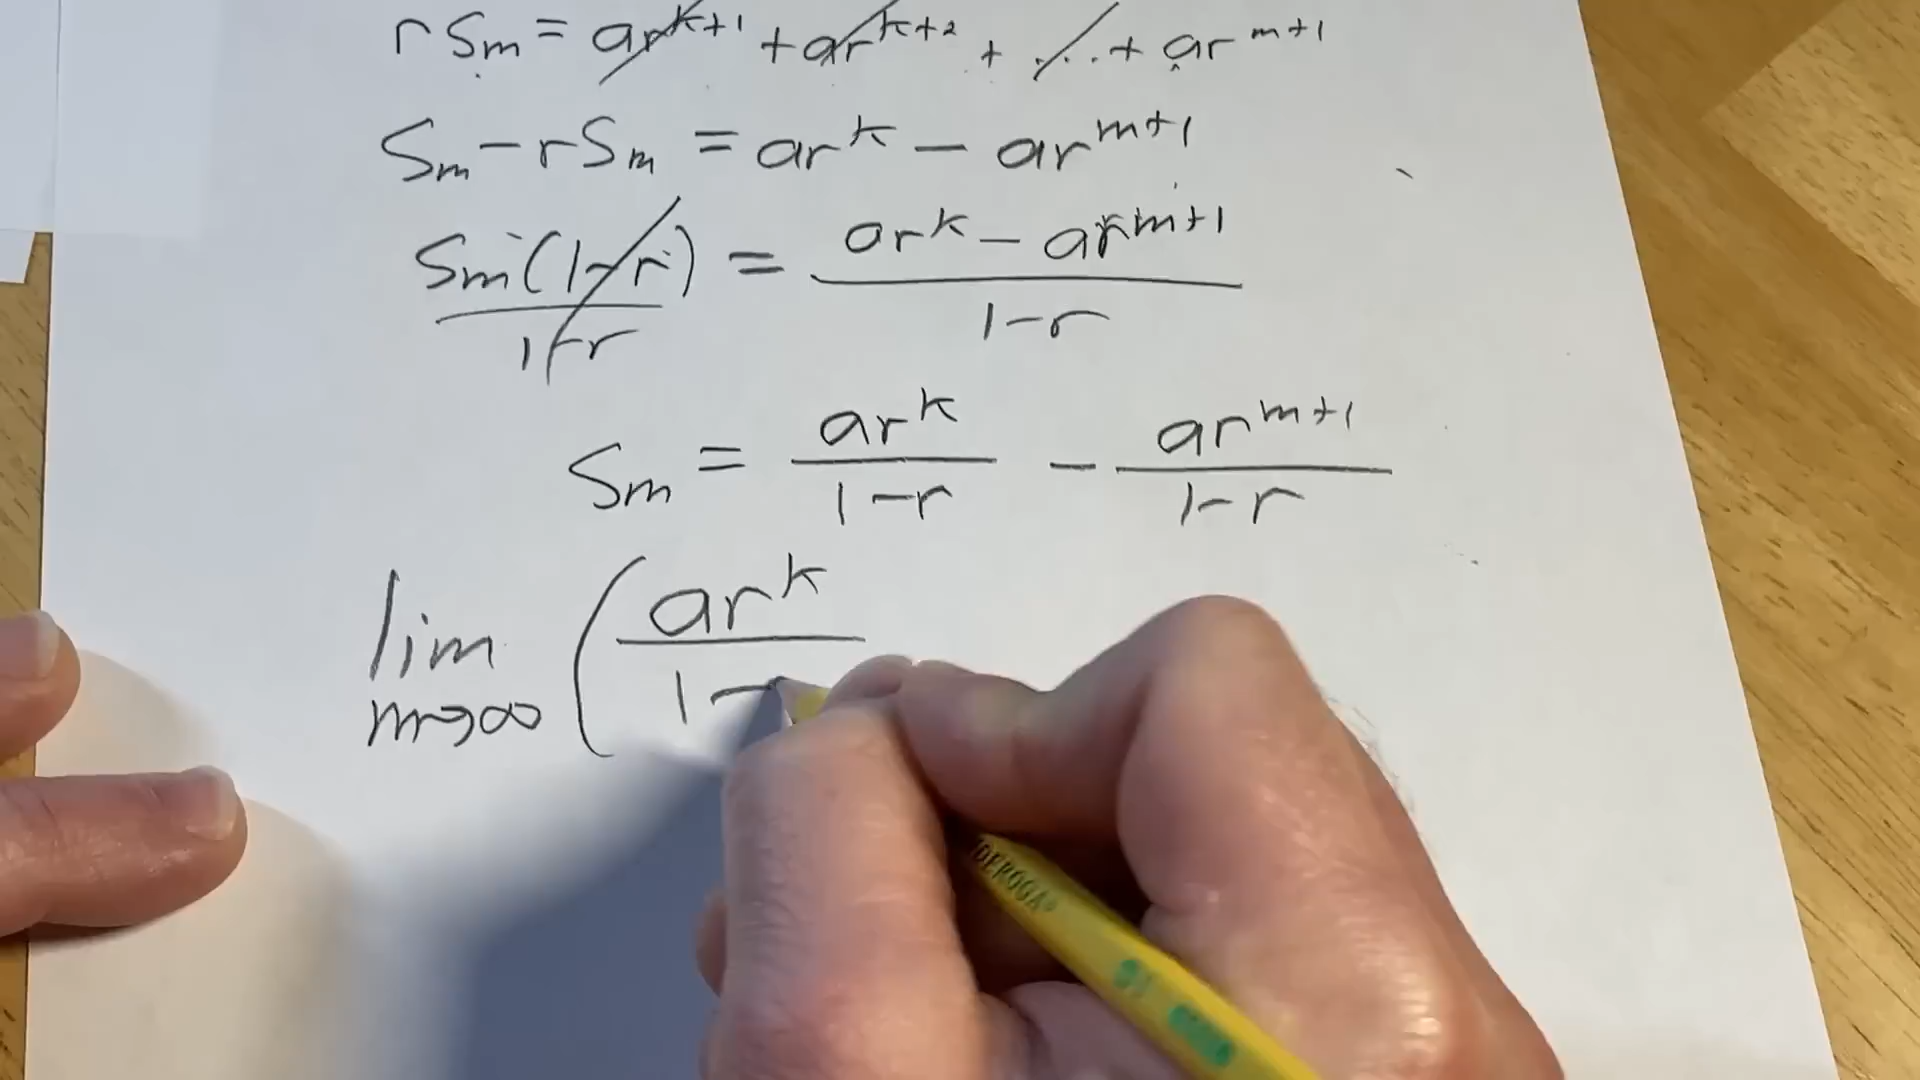 rSm = ar^k+1 + ar^k+2 + .... + ar^m+1
Sm - rSm = ar^k - ar^m+1
Sm(1-r)/1-r = ar^k - ar^m+1/1-r
Sm = ar^k/1-r - ar^m+1/1-r
lim m→∞ (ar^k/1-